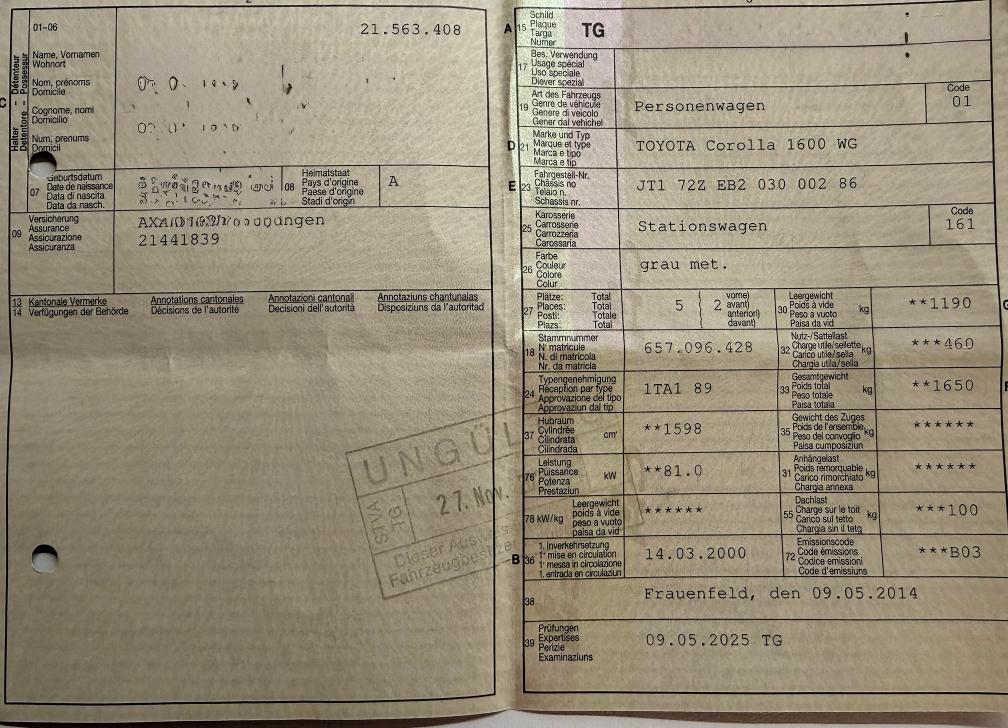 01-06
21.563.408
C
Halter – Détenteur
Detentore – Possessur
Name, Vornamen
Wohnort
Nom, prénoms
Domicile
Cognome, nomi
Domicilio
Num, prenums
Domicil
07
Geburtsdatum
Date de naissance
Data di nascita
Data da nasch.
08
Heimatstaat
Pays d'origine
Paese d'origine
Stadi d'origin
A
09
Versicherung
Assurance
Assicurazione
Assicuranza
AXA
21441839
13 Kantonale Vermerke
14 Verfügungen der Behörde
Annotations cantonales
Décisions de l'autorité
Annotazioni cantonali
Decisioni dell'autorità
Annotaziuns chantunalas
Disposiziuns da l'autoritad
STVA
TG
27. Nov.
Dieser
A
15
Schild
Plaque
Targa
Numer
TG
17
Bes. Verwendung
Usage spécial
Uso speciale
Diever spezial
19
Art des Fahrzeugs
Genre de véhicule
Genere di veicolo
Gener dal vehichel
Personenwagen
Code
01
D
21
Marke und Typ
Marque et type
Marca e tipo
Marca e tip
TOYOTA Corolla 1600 WG
E
23
Fahrgestell-Nr.
Châssis no
Telaio n.
Schassis nr.
JT1 72Z EB2 030 002 86
25
Karosserie
Carrosserie
Carrozzeria
Carossaria
Stationswagen
Code
161
26
Farbe
Couleur
Colore
Colur
grau met.
27
Plätze: Total
Places: Total
Posti: Totale
Plazs: Total
5
2
vorne)
avant)
anteriori)
davant)
30
Leergewicht
Poids à vide
Peso a vuoto
Paisa da vid
kg
**1190
18
Stammnummer
N° matricule
N. di matricola
Nr. da matricla
657.096.428
32
Nutz-/Sattellast
Charge utile/sellette
Carico utile/sella
Chargia utila/sella
kg
***460
24
Typengenehmigung
Réception par type
Approvazione del tipo
Approvaziun dal tip
1TA1 89
33
Gesamtgewicht
Poids total
Peso totale
Paisa totala
kg
**1650
37
Hubraum
Cylindrée
Cilindrata
Cilindrada
cm³
**1598
35
Gewicht des Zuges
Poids de l'ensemble
Peso del convoglio
Paisa cumposiziun
kg
******
76
Leistung
Puissance
Potenza
Prestaziun
kW
**81.0
31
Anhängelast
Poids remorquable
Carico rimorchiato
Chargia annexa
kg
******
78 kW/kg
Leergewicht
poids à vide
peso a vuoto
paisa da vid
******
55
Dachlast
Charge sur le toit
Carico sul tetto
Chargia sin il tetg
kg
***100
B
36
1. Inverkehrsetzung
1re mise en circulation
1a messa in circolazione
1. entrada en circulaziun
14.03.2000
72
Emissionscode
Code émissions
Codice emissioni
Code d'emissiuns
***B03
38
Frauenfeld, den 09.05.2014
39
Prüfungen
Expertises
Perizie
Examinaziuns
09.05.2025 TG